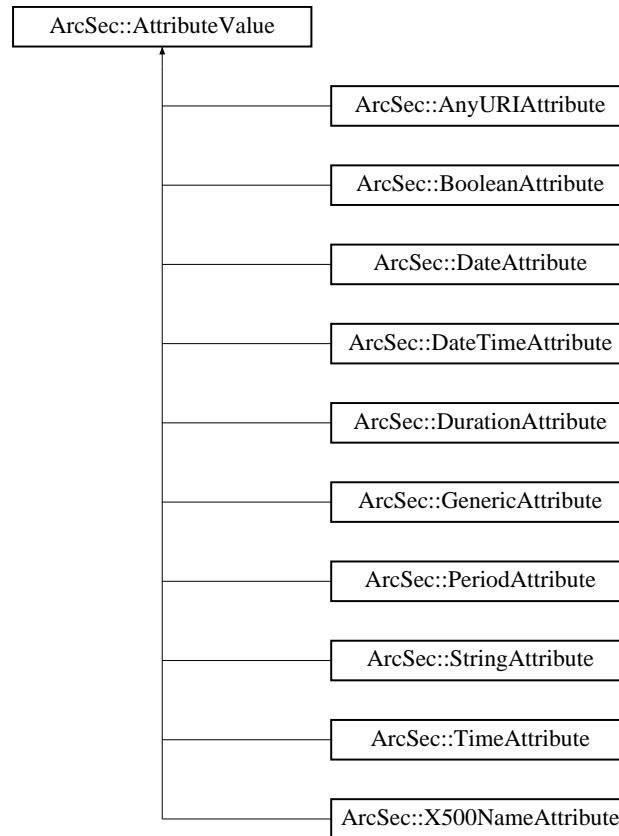 ArcSec::AttributeValue
ArcSec::AnyURIAttribute
ArcSec::BooleanAttribute
ArcSec::DateAttribute
ArcSec::DateTimeAttribute
ArcSec::DurationAttribute
ArcSec::GenericAttribute
ArcSec::PeriodAttribute
ArcSec::StringAttribute
ArcSec::TimeAttribute
ArcSec::X500NameAttribute